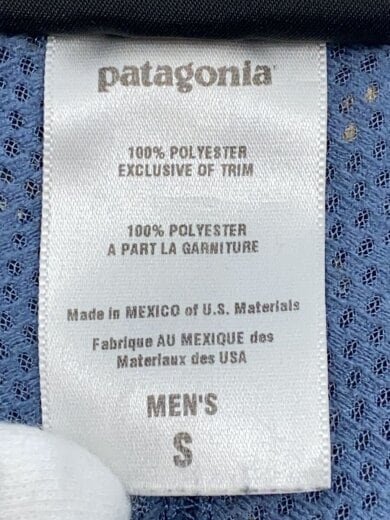 patagonia
100% POLYESTER
EXCLUSIVE OF TRIM
100% POLYESTER
A PART LA GARNITURE
Made in MEXICO of U.S. Materials
Fabrique AU MEXIQUE des
Materiaux des USA
MEN'S
S